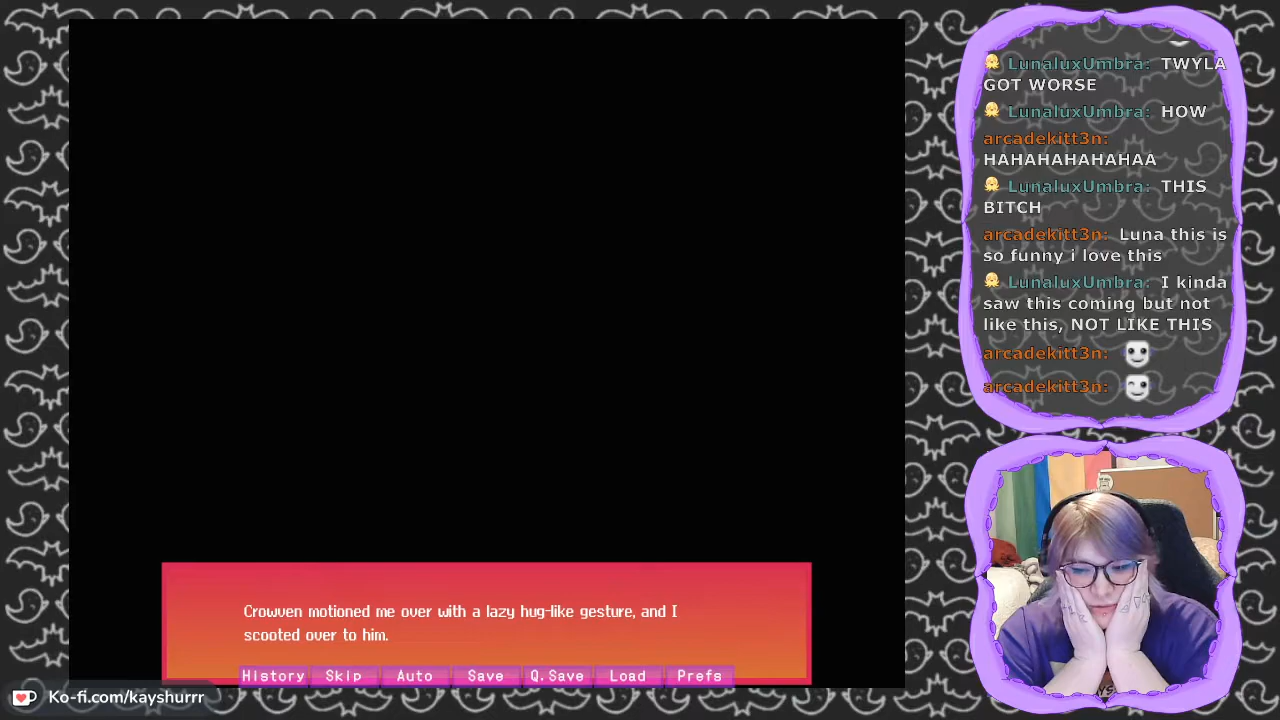 LunaluxUmbra: TWYLA
GOT WORSE
LunaluxUmbra: HOW
arcadekitt3n:
HAHAHAHAHAHAA
LunaluxUmbra: THIS
BITCH
arcadekitt3n: Luna this is
so funny i love this
LunaluxUmbra: I kinda
saw this coming but not
like this, NOT LIKE THIS
arcadekitt3n:
arcadekitt3n:
Crowven motioned me over with a lazy hug-like gesture, and I
scooted over to him.
History Skip Auto Save Q.Save Load Prefs
Ko-fi.com/kayshurrr